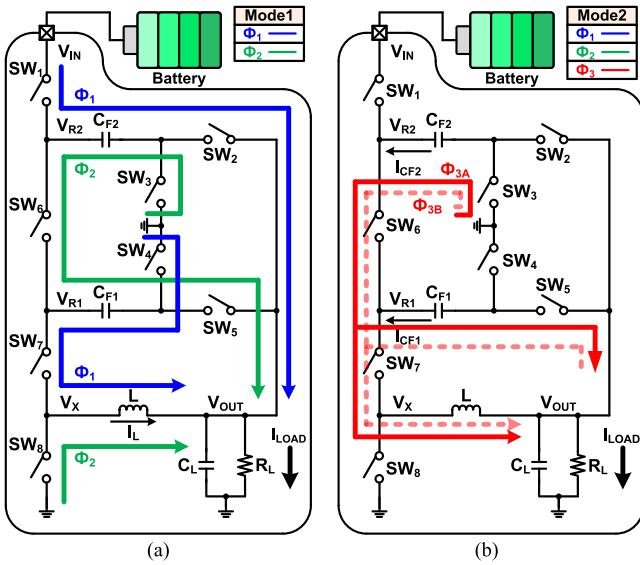 Mode1
Φ1
Φ2
VIN
Battery
SW1
Φ1
VR2
CF2
SW2
Φ2
SW3
SW6
SW4
VR1
CF1
SW5
SW7
Φ1
VX
L
VOUT
IL
ILOAD
SW8
Φ2
CL
RL
(a)
Mode2
Φ1
Φ2
Φ3
VIN
Battery
SW1
VR2
CF2
SW2
ICF2
Φ3A
SW3
Φ3B
SW6
SW4
VR1
CF1
SW5
ICF1
SW7
VX
L
VOUT
ILOAD
SW8
CL
RL
(b)